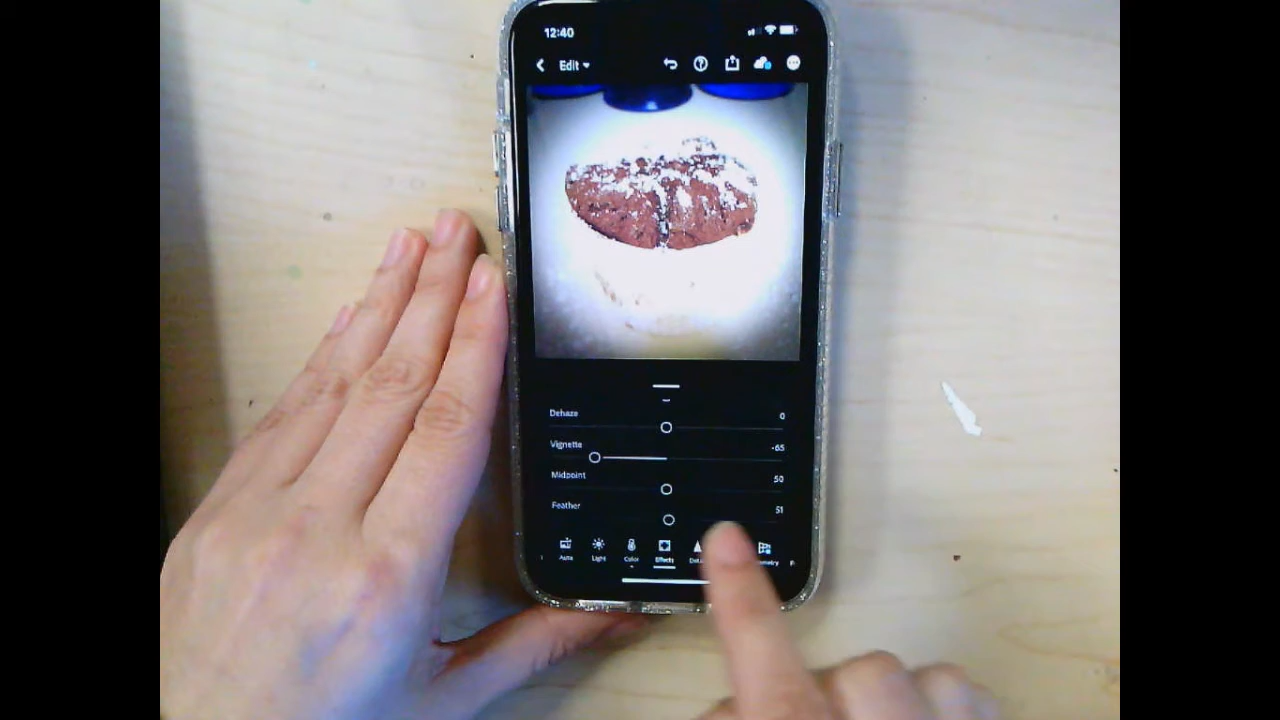 12:40
Edit
Dehaze 0
Vignette -65
Midpoint 50
Feather 51
Auto Light Color Effects